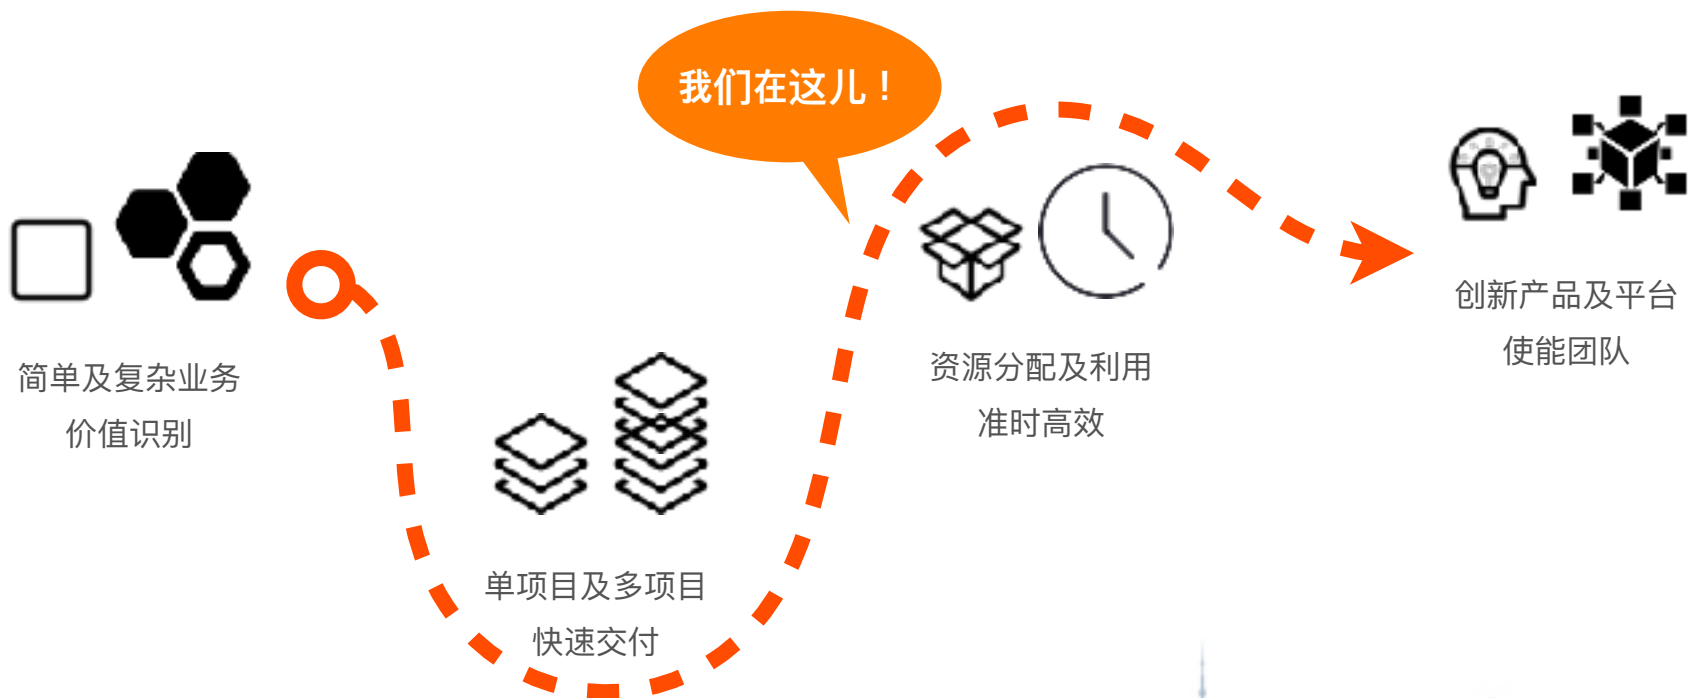 我们在这儿！
简单及复杂业务
价值识别
单项目及多项目
快速交付
资源分配及利用
准时高效
创新产品及平台
使能团队